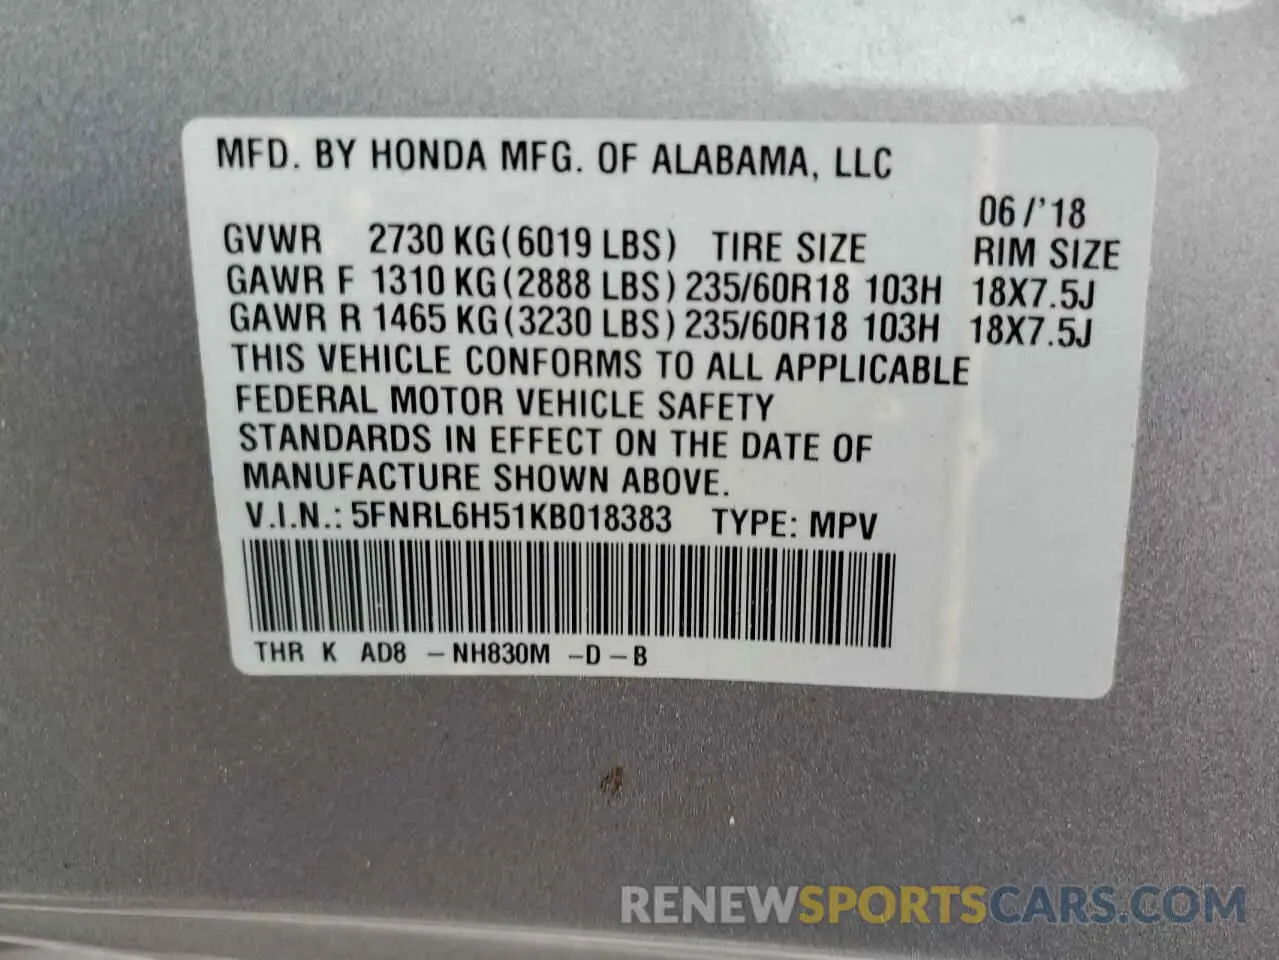 MFD. BY HONDA MFG. OF ALABAMA, LLC
06/'18
GVWR 2730 KG(6019 LBS) TIRE SIZE RIM SIZE
GAWR F 1310 KG(2888 LBS) 235/60R18 103H 18X7.5J
GAWR R 1465 KG(3230 LBS) 235/60R18 103H 18X7.5J
THIS VEHICLE CONFORMS TO ALL APPLICABLE
FEDERAL MOTOR VEHICLE SAFETY
STANDARDS IN EFFECT ON THE DATE OF
MANUFACTURE SHOWN ABOVE.
V.I.N.: 5FNRL6H51KB018383 TYPE: MPV
THR K AD8 -NH830M -D-B
RENEWSPORTSCARS.COM